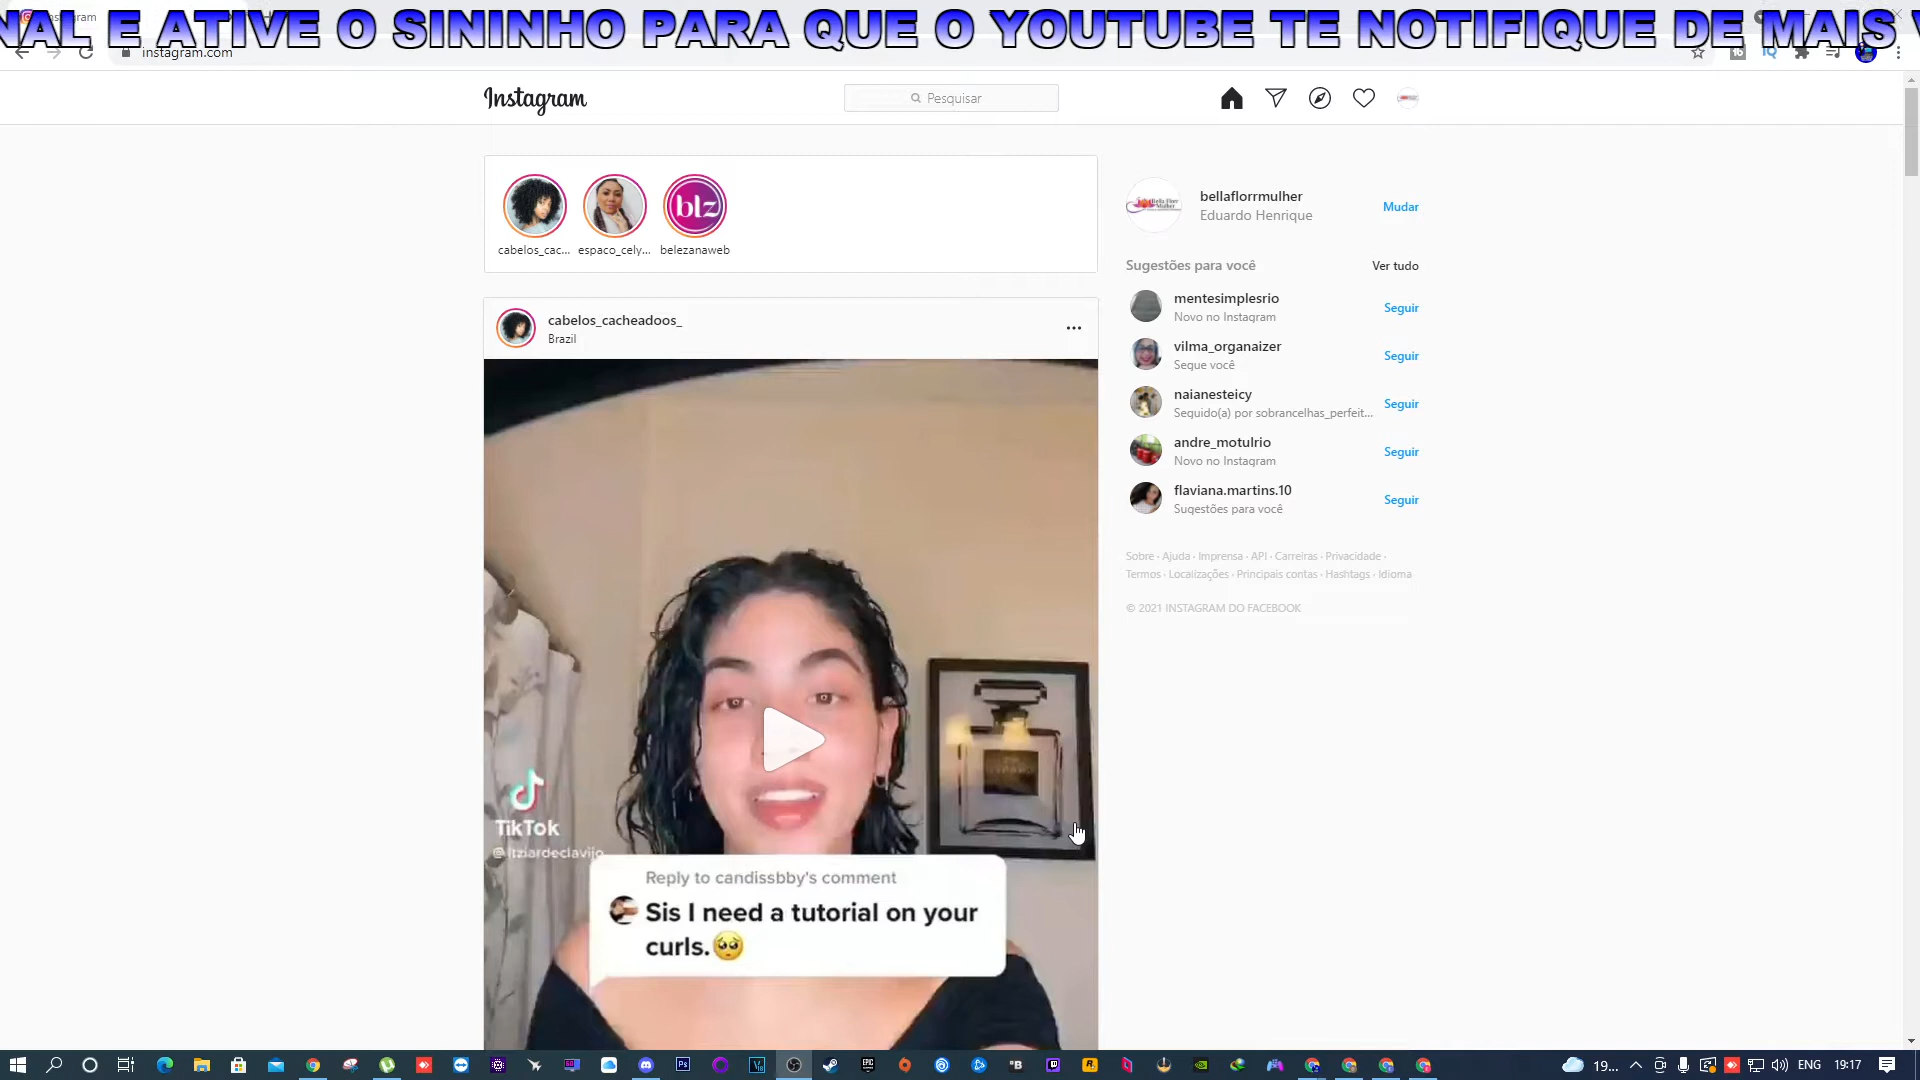 NAL E ATIVE O SININHO PARA QUE O YOUTUBE TE NOTIFIQUE DE MAIS V
instagram.com
Instagram
Pesquisar
cabelos_cac...
espaco_cely...
blz
belezanaweb
bellaflorrmulher
Eduardo Henrique
Mudar
Sugestões para você
Ver tudo
mentesimplesrio
Novo no Instagram
Seguir
vilma_organaizer
Segue você
Seguir
naianesteicy
Seguido(a) por sobrancelhas_perfeit...
Seguir
andre_motulrio
Novo no Instagram
Seguir
flaviana.martins.10
Sugestões para você
Seguir
Sobre · Ajuda · Imprensa · API · Carreiras · Privacidade ·
Termos · Localizações · Principais contas · Hashtags · Idioma
© 2021 INSTAGRAM DO FACEBOOK
cabelos_cacheadoos_
Brazil
TikTok
@itziardeclavijo
Reply to candissbby's comment
Sis I need a tutorial on your
curls.🥺
19...
ENG
19:17